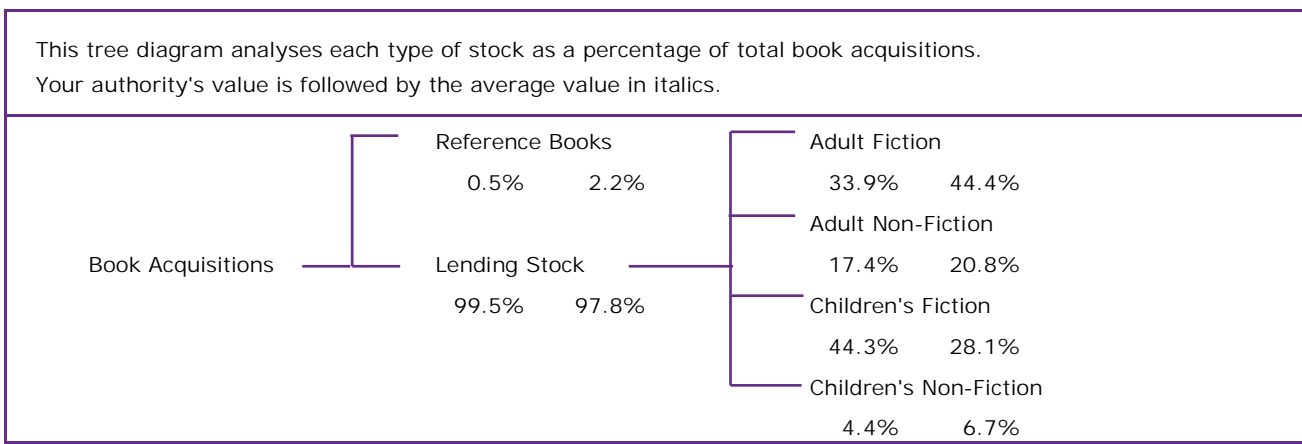 This tree diagram analyses each type of stock as a percentage of total book acquisitions.
Your authority's value is followed by the average value in italics.
Reference Books Adult Fiction
0.5% 2.2% 33.9% 44.4%
Adult Non-Fiction
Book Acquisitions Lending Stock 17.4% 20.8%
99.5% 97.8% Children's Fiction
44.3% 28.1%
Children's Non-Fiction
4.4% 6.7%